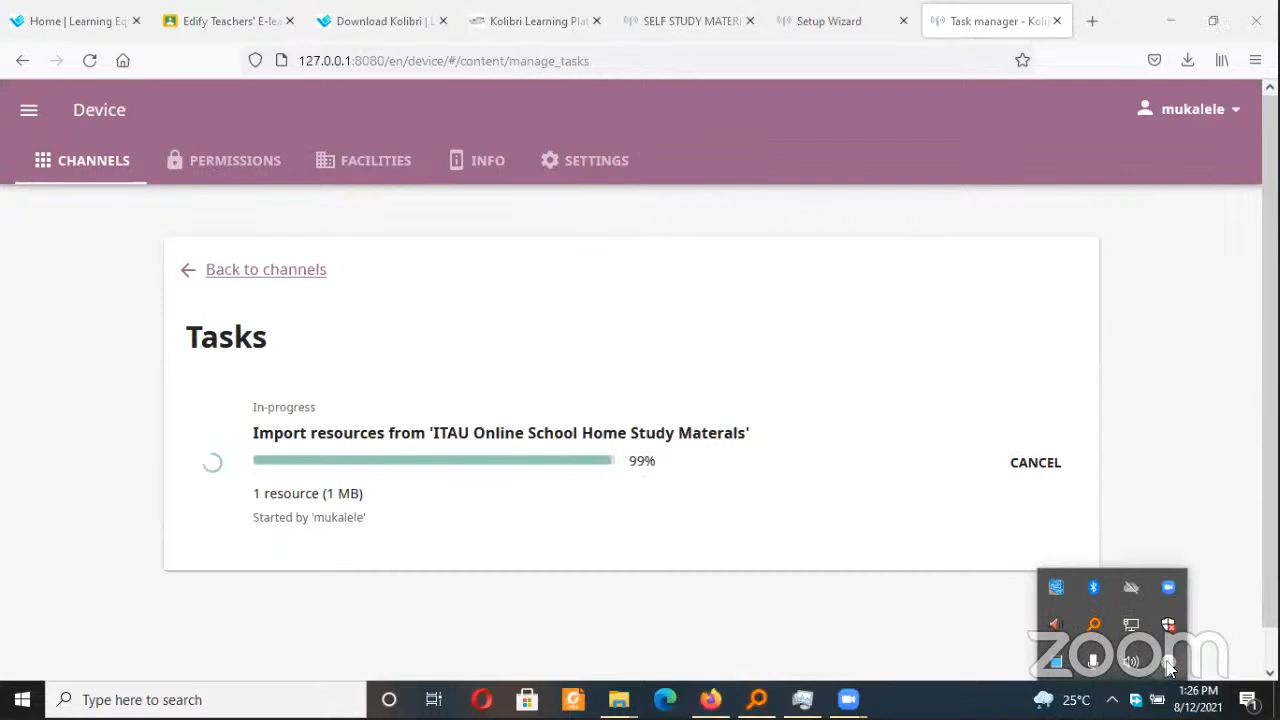 Home | Learning Eq
Edify Teachers' E-lea
Download Kolibri | L
Kolibri Learning Plat
SELF STUDY MATERI
Setup Wizard
Task manager - Koli
127.0.0.1:8080/en/device/#/content/manage_tasks
Device
mukalele
CHANNELS
PERMISSIONS
FACILITIES
INFO
SETTINGS
Back to channels
Tasks
In-progress
Import resources from 'ITAU Online School Home Study Materals'
99%
CANCEL
1 resource (1 MB)
Started by 'mukalele'
zoom
Type here to search
25°C
1:26 PM
8/12/2021
1